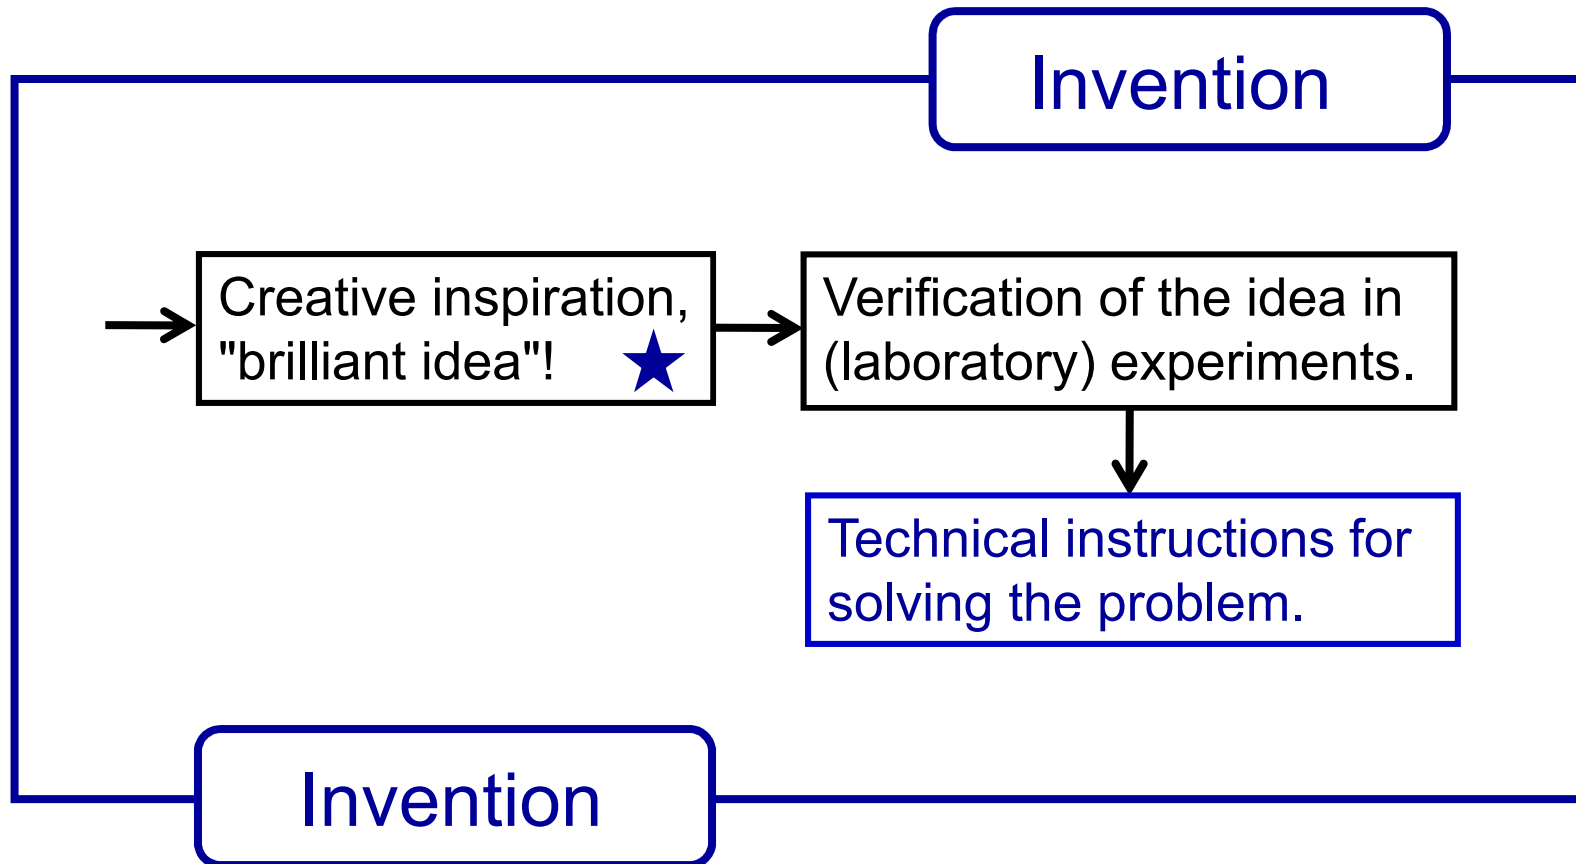 Invention
Creative inspiration,
"brilliant idea"!
Verification of the idea in
(laboratory) experiments.
Technical instructions for
solving the problem.
Invention